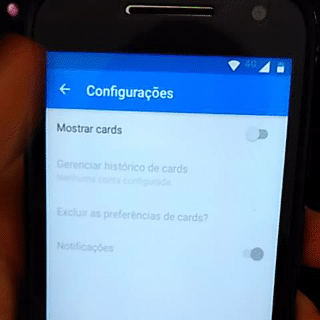 4G
Configurações
Mostrar cards
Gerenciar histórico de cards
Nenhuma conta configurada
Excluir as preferências de cards?
Notificações